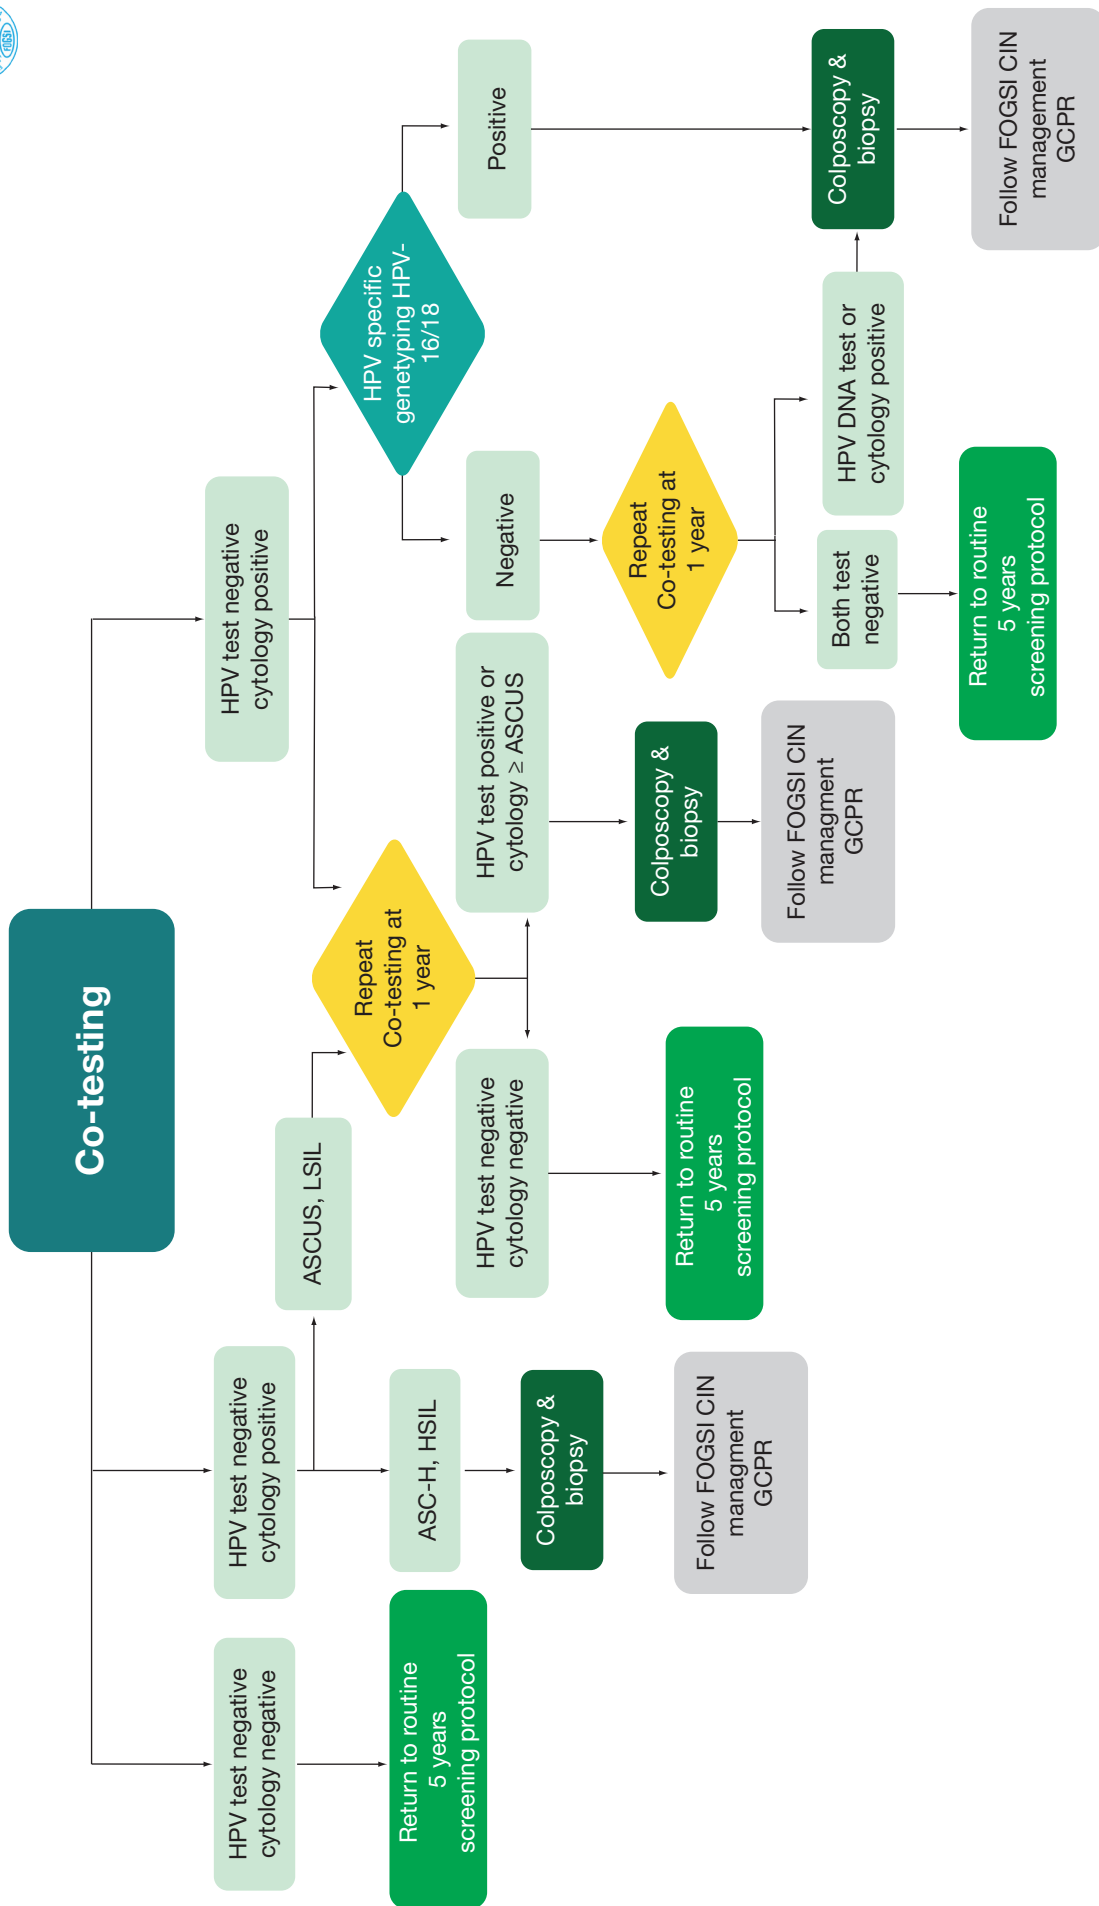 FOGSI
Co-testing
HPV test negative
cytology negative
HPV test negative
cytology positive
HPV test negative
cytology positive
ASCUS, LSIL
Repeat
Co-testing at
1 year
HPV specific
genetyping HPV-
16/18
Return to routine
5 years
screening protocol
ASC-H, HSIL
HPV test negative
cytology negative
HPV test positive or
cytology ≥ ASCUS
Negative
Positive
Colposcopy &
biopsy
Colposcopy &
biopsy
Repeat
Co-testing at
1 year
Follow FOGSI CIN
managment
GCPR
Return to routine
5 years
screening protocol
Follow FOGSI CIN
managment
GCPR
Both test
negative
HPV DNA test or
cytology positive
Colposcopy &
biopsy
Return to routine
5 years
screening protocol
Follow FOGSI CIN
management
GCPR